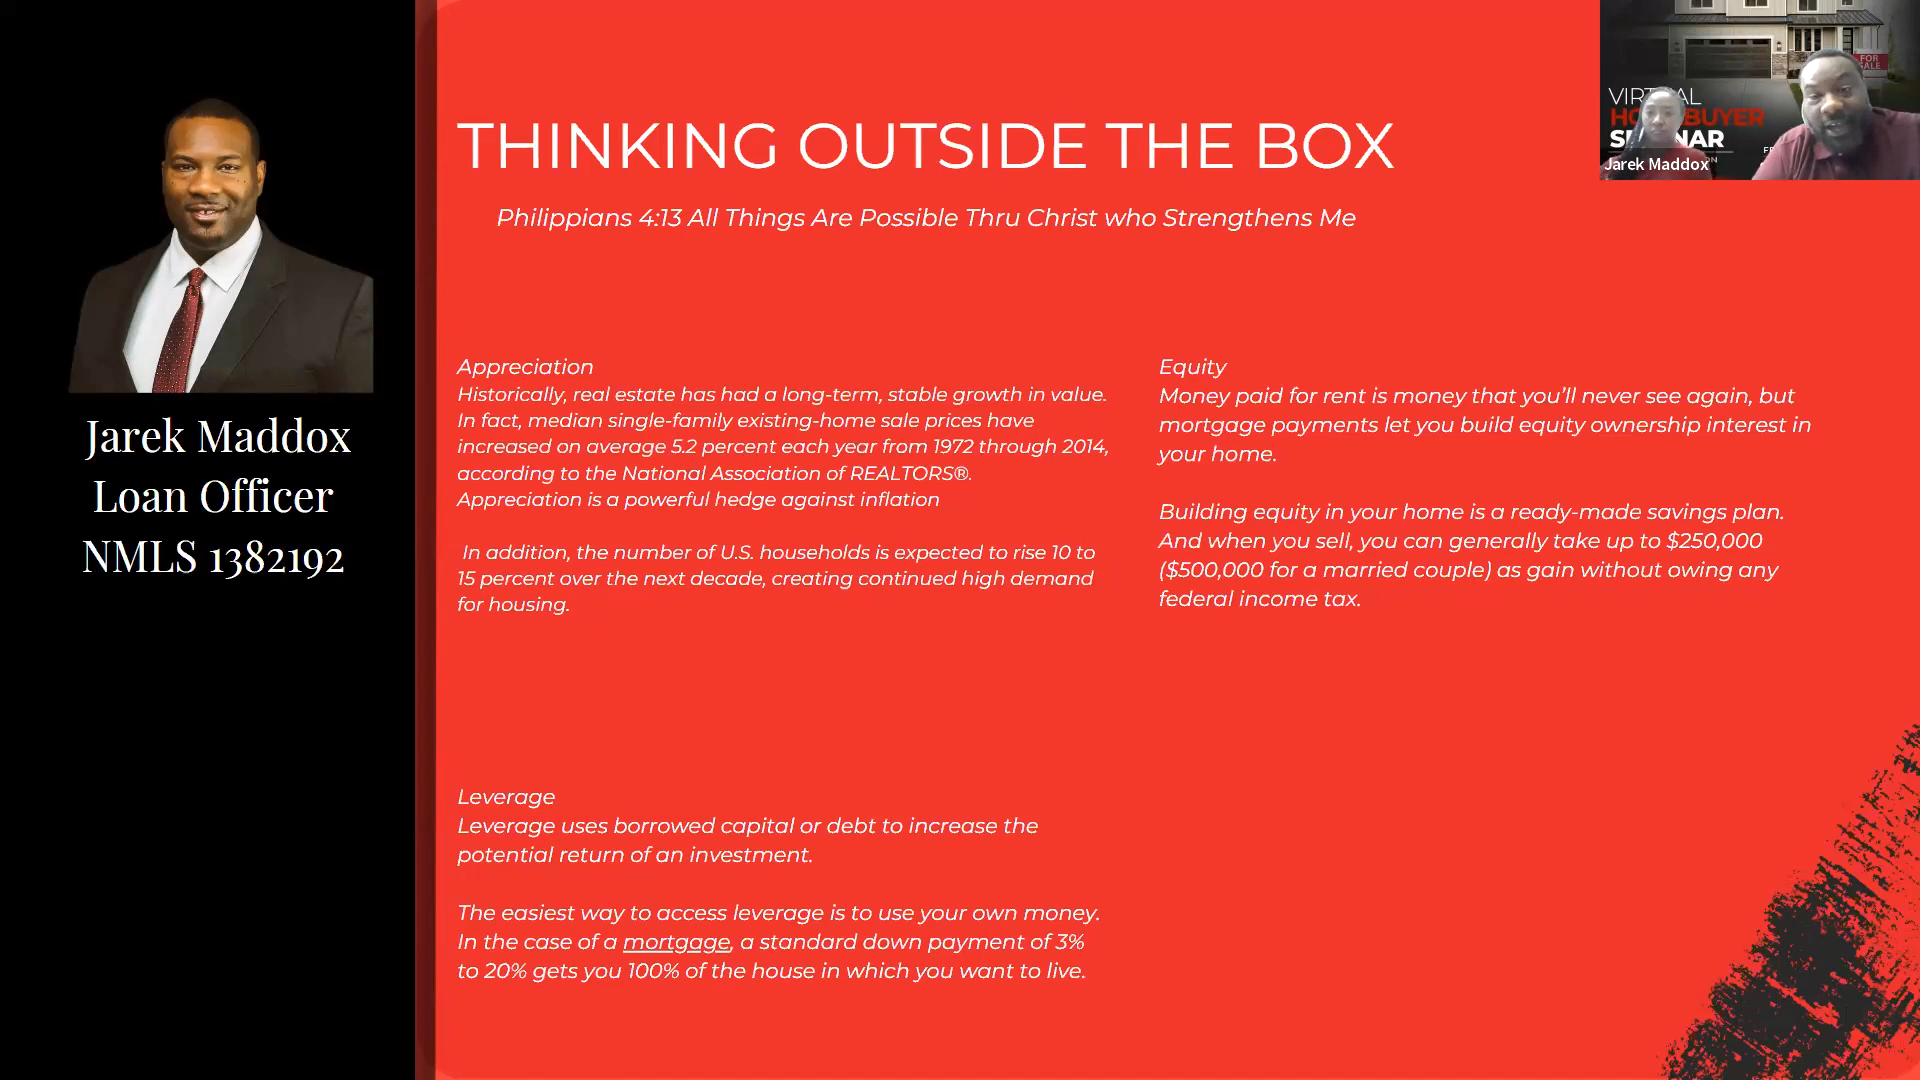 Jarek Maddox
Loan Officer
NMLS 1382192
THINKING OUTSIDE THE BOX
Philippians 4:13 All Things Are Possible Thru Christ who Strengthens Me
Appreciation
Historically, real estate has had a long-term, stable growth in value.
In fact, median single-family existing-home sale prices have
increased on average 5.2 percent each year from 1972 through 2014,
according to the National Association of REALTORS®.
Appreciation is a powerful hedge against inflation
In addition, the number of U.S. households is expected to rise 10 to
15 percent over the next decade, creating continued high demand
for housing.
Equity
Money paid for rent is money that you'll never see again, but
mortgage payments let you build equity ownership interest in
your home.
Building equity in your home is a ready-made savings plan.
And when you sell, you can generally take up to $250,000
($500,000 for a married couple) as gain without owing any
federal income tax.
Leverage
Leverage uses borrowed capital or debt to increase the
potential return of an investment.
The easiest way to access leverage is to use your own money.
In the case of a mortgage, a standard down payment of 3%
to 20% gets you 100% of the house in which you want to live.
FOR
Jarek Maddox